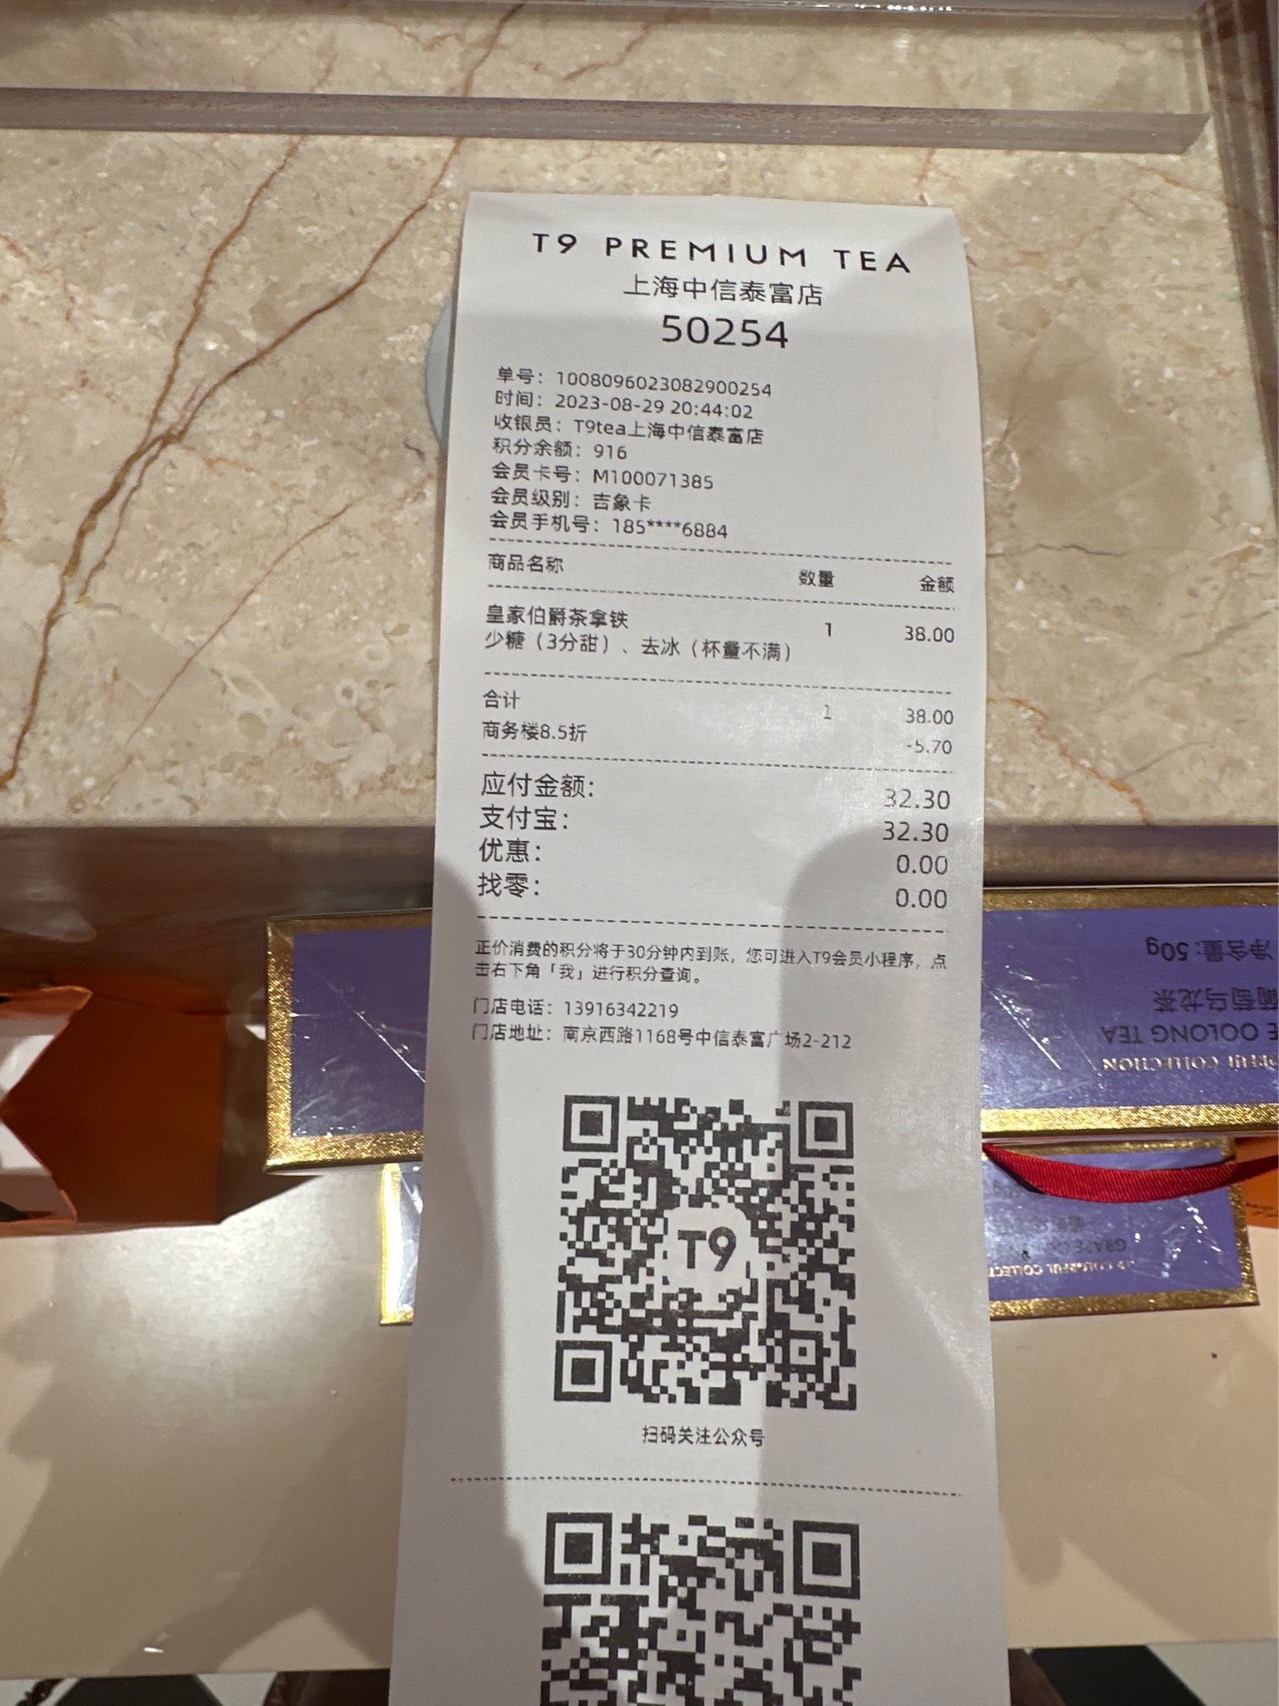 T9 PREMIUM TEA
上海中信泰富店
50254
单号：1008096023082900254
时间：2023-08-29 20:44:02
收银员：T9tea上海中信泰富店
积分余额：916
会员卡号：M100071385
会员级别：吉象卡
会员手机号：185****6884
商品名称 数量 金额
皇家伯爵茶拿铁 1 38.00
少糖（3分甜）、去冰（杯量不满）
合计 1 38.00
商务楼8.5折 -5.70
应付金额： 32.30
支付宝： 32.30
优惠： 0.00
找零： 0.00
正价消费的积分将于30分钟内到账，您可进入T9会员小程序，点
击右下角「我」进行积分查询。
门店电话：13916342219
门店地址：南京西路1168号中信泰富广场2-212
T9
扫码关注公众号
COLLECTION
OOLONG TEA
葡萄乌龙茶
净含量:50g
COLORFUL
GRAPE